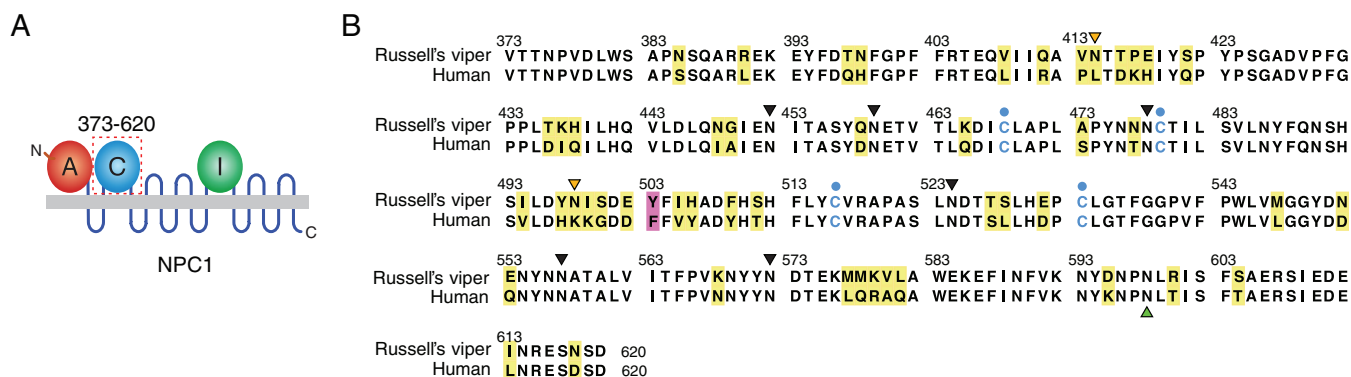 A
B
373-620
N
A
C
I
C
NPC1
373 383 393 403 413 423
Russell's viper VTTNPVDLWS APNSQARREK EYFDTNFGPF FRTEQVIIQA VNTTPEIYSP YPSGADVPFG
Human VTTNPVDLWS APSSQARLEK EYFDQHFGPF FRTEQLIIRA PLTDKHIYQP YPSGADVPFG
433 443 453 463 473 483
Russell's viper PPLTKHILHQ VLDLQNGIEN ITASYQNETV TLKDICLAPL APYNNNCTIL SVLNYFQNSH
Human PPLDIQILHQ VLDLQIAIEN ITASYDNETV TLQDICLAPL SPYNTNCTIL SVLNYFQNSH
493 503 513 523 533 543
Russell's viper SILDYNISDE YFIHADFHSH FLYCVRAPAS LNDTTSLHEP CLGTFGGPVF PWLVMGGYDN
Human SVLDHKKGDD FFVYADYHTH FLYCVRAPAS LNDTSLLHDP CLGTFGGPVF PWLVLGGYDD
553 563 573 583 593 603
Russell's viper ENYNNATALV ITFPVKNYYN DTEKMMKVLA WEKEFINFVK NYDNPNLRIS FSAERSIEDE
Human QNYNNATALV ITFPVNNYYN DTEKLQRAQA WEKEFINFVK NYKNPNLTIS FTAERSIEDE
613
Russell's viper INRESNSD 620
Human LNRESDSD 620